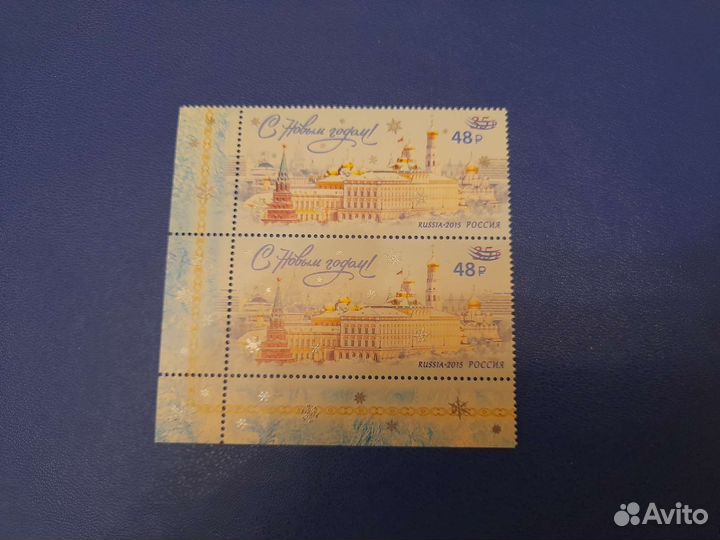 С Новым годом!
35
48 ₽
RUSSIA·2015 РОССИЯ
С Новым годом!
35
48 ₽
RUSSIA·2015 РОССИЯ
Avito